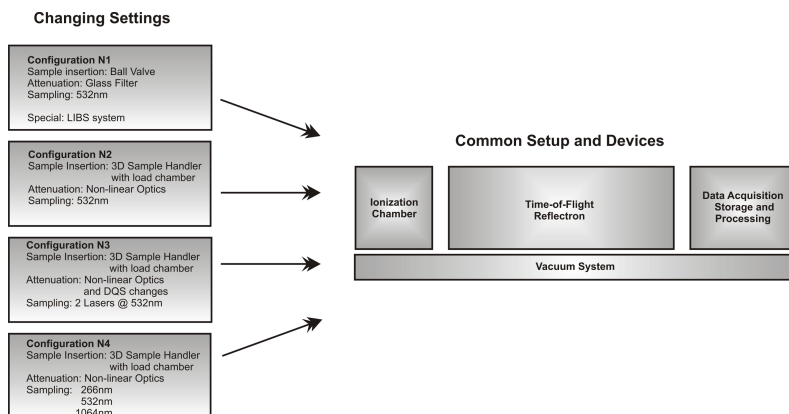 Changing Settings
Configuration N1
Sample insertion: Ball Valve
Attenuation: Glass Filter
Sampling: 532nm
Special: LIBS system
Configuration N2
Sample Insertion: 3D Sample Handler
with load chamber
Attenuation: Non-linear Optics
Sampling: 532nm
Configuration N3
Sample Insertion: 3D Sample Handler
with load chamber
Attenuation: Non-linear Optics
and DQS changes
Sampling: 2 Lasers @ 532nm
Configuration N4
Sample Insertion: 3D Sample Handler
with load chamber
Attenuation: Non-linear Optics
Sampling: 266nm
532nm
1064nm
Common Setup and Devices
Ionization
Chamber
Time-of-Flight
Reflectron
Data Acquisition
Storage and
Processing
Vacuum System